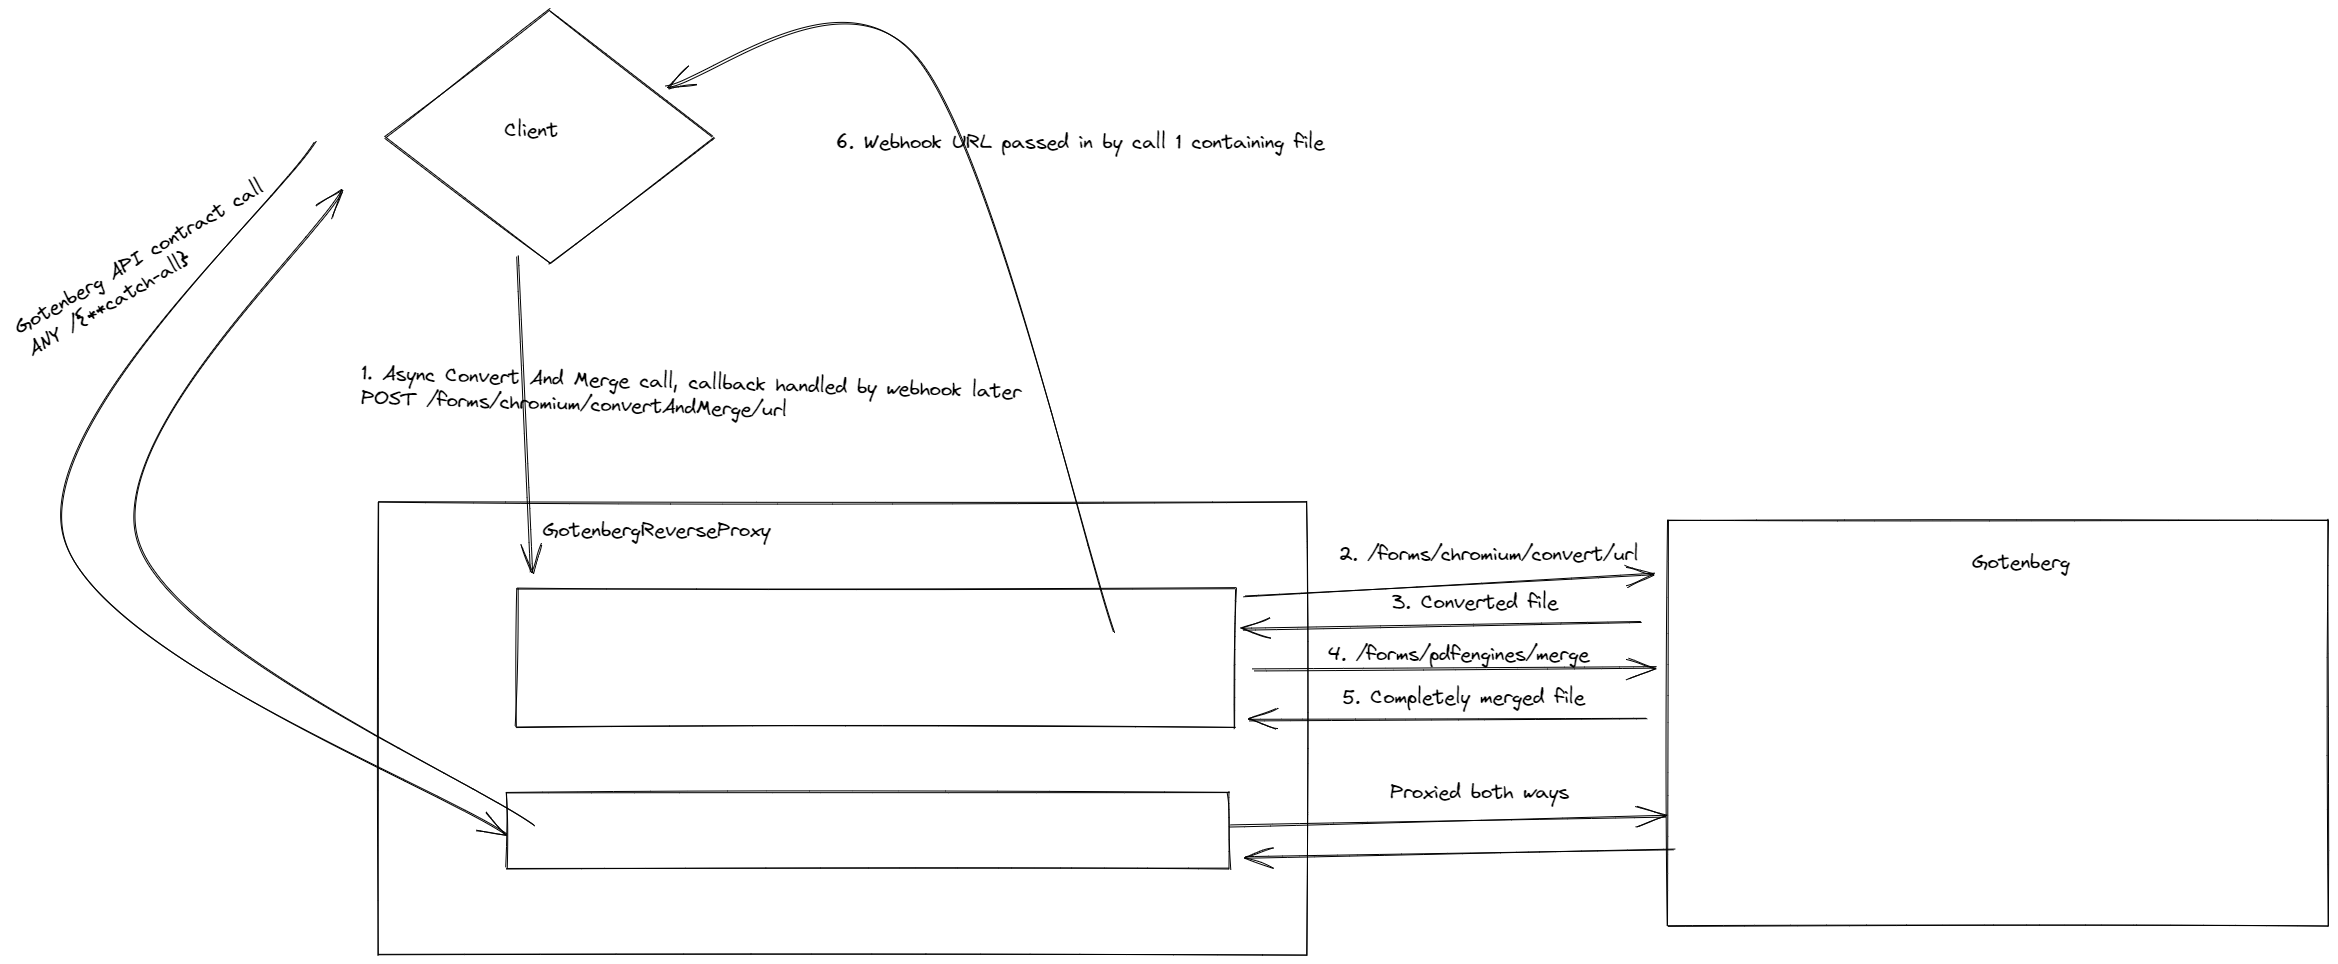 Client
6. Webhook URL passed in by call 1 containing file
Gotenberg API contract call
ANY /{**catch-all}
1. Async Convert And Merge call, callback handled by webhook later
POST /forms/chromium/convertAndMerge/url
GotenbergReverseProxy
2. /forms/chromium/convert/url
Gotenberg
3. Converted file
4. /forms/pdfengines/merge
5. Completely merged file
Proxied both ways